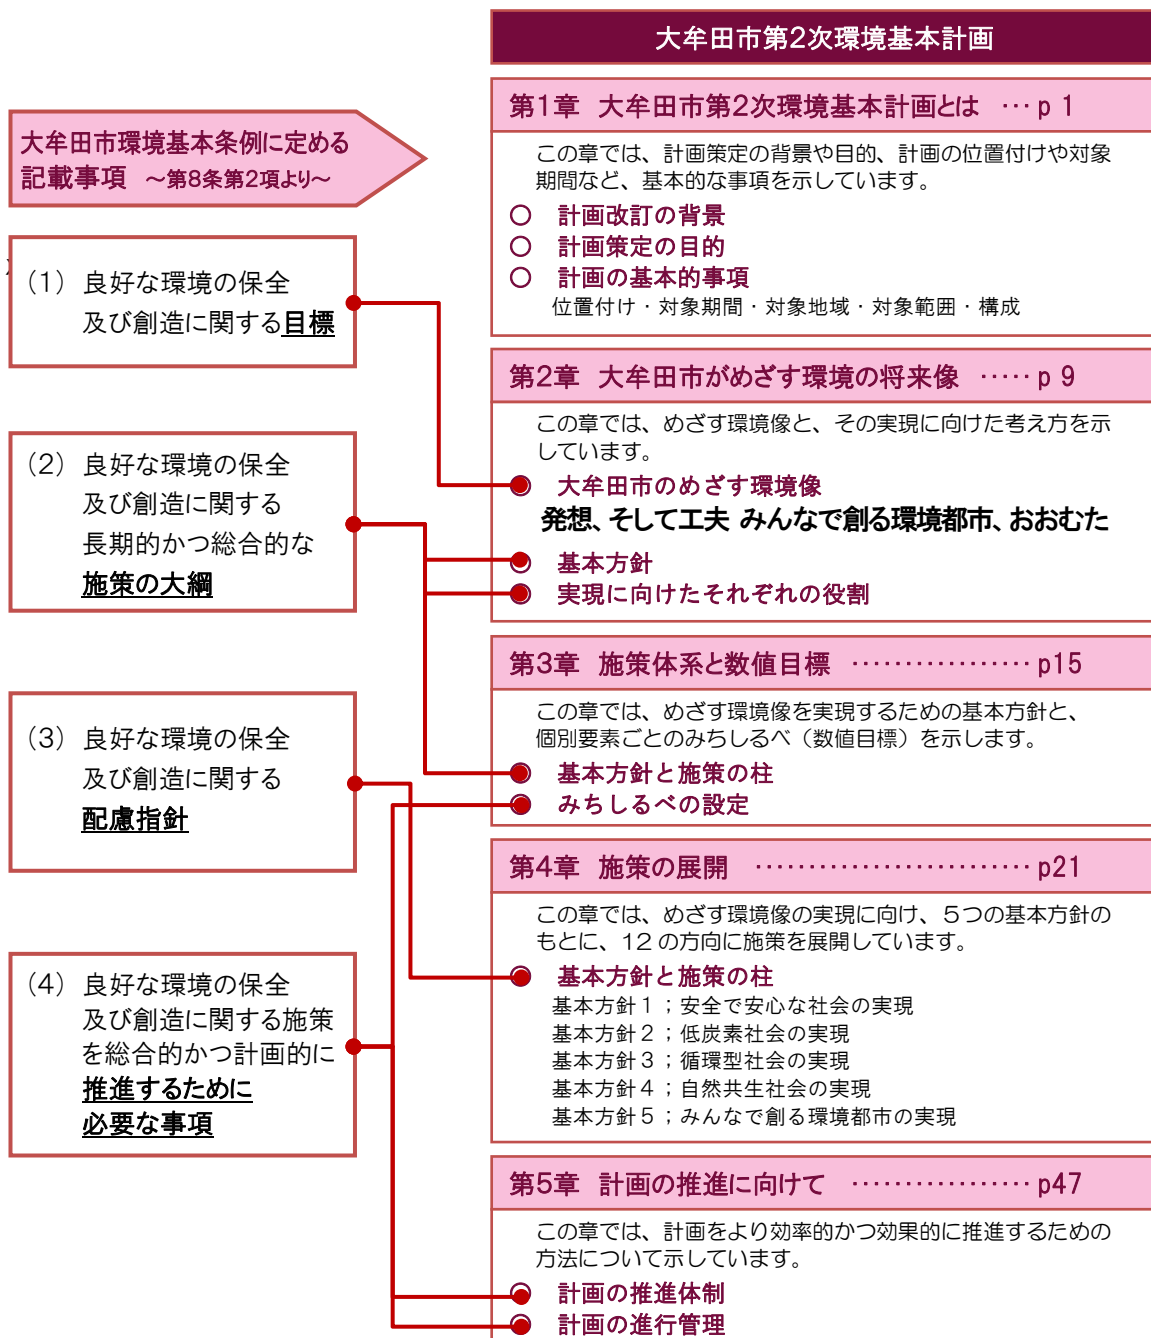 大牟田市第2次環境基本計画
大牟田市環境基本条例に定める
記載事項 ～第8条第2項より～
(1) 良好な環境の保全
及び創造に関する目標
(2) 良好な環境の保全
及び創造に関する
長期的かつ総合的な
施策の大綱
(3) 良好な環境の保全
及び創造に関する
配慮指針
(4) 良好な環境の保全
及び創造に関する施策
を総合的かつ計画的に
推進するために
必要な事項
第1章 大牟田市第2次環境基本計画とは …p 1
この章では、計画策定の背景や目的、計画の位置付けや対象
期間など、基本的な事項を示しています。
○ 計画改訂の背景
○ 計画策定の目的
○ 計画の基本的事項
位置付け・対象期間・対象地域・対象範囲・構成
第2章 大牟田市がめざす環境の将来像 ‥‥‥p 9
この章では、めざす環境像と、その実現に向けた考え方を示
しています。
大牟田市のめざす環境像
発想、そして工夫 みんなで創る環境都市、おおむた
基本方針
実現に向けたそれぞれの役割
第3章 施策体系と数値目標 ………………p15
この章では、めざす環境像を実現するための基本方針と、
個別要素ごとのみちしるべ（数値目標）を示します。
基本方針と施策の柱
みちしるべの設定
第4章 施策の展開 …………………………p21
この章では、めざす環境像の実現に向け、5つの基本方針の
もとに、12の方向に施策を展開しています。
基本方針と施策の柱
基本方針1；安全で安心な社会の実現
基本方針2；低炭素社会の実現
基本方針3；循環型社会の実現
基本方針4；自然共生社会の実現
基本方針5；みんなで創る環境都市の実現
第5章 計画の推進に向けて ………………p47
この章では、計画をより効率的かつ効果的に推進するための
方法について示しています。
計画の推進体制
計画の進行管理